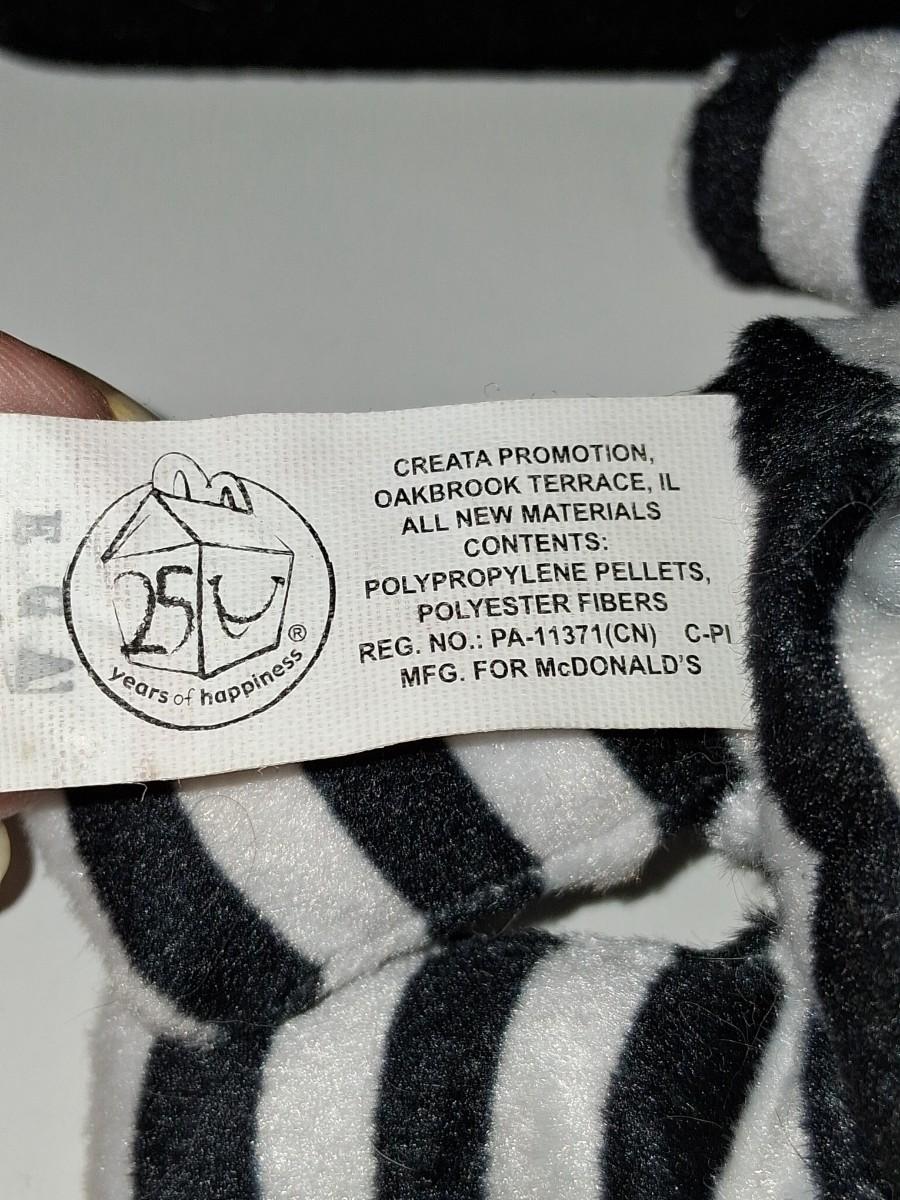 25
®
years of happiness
CREATA PROMOTION,
OAKBROOK TERRACE, IL
ALL NEW MATERIALS
CONTENTS:
POLYPROPYLENE PELLETS,
POLYESTER FIBERS
REG. NO.: PA-11371(CN) C-PI
MFG. FOR McDONALD'S